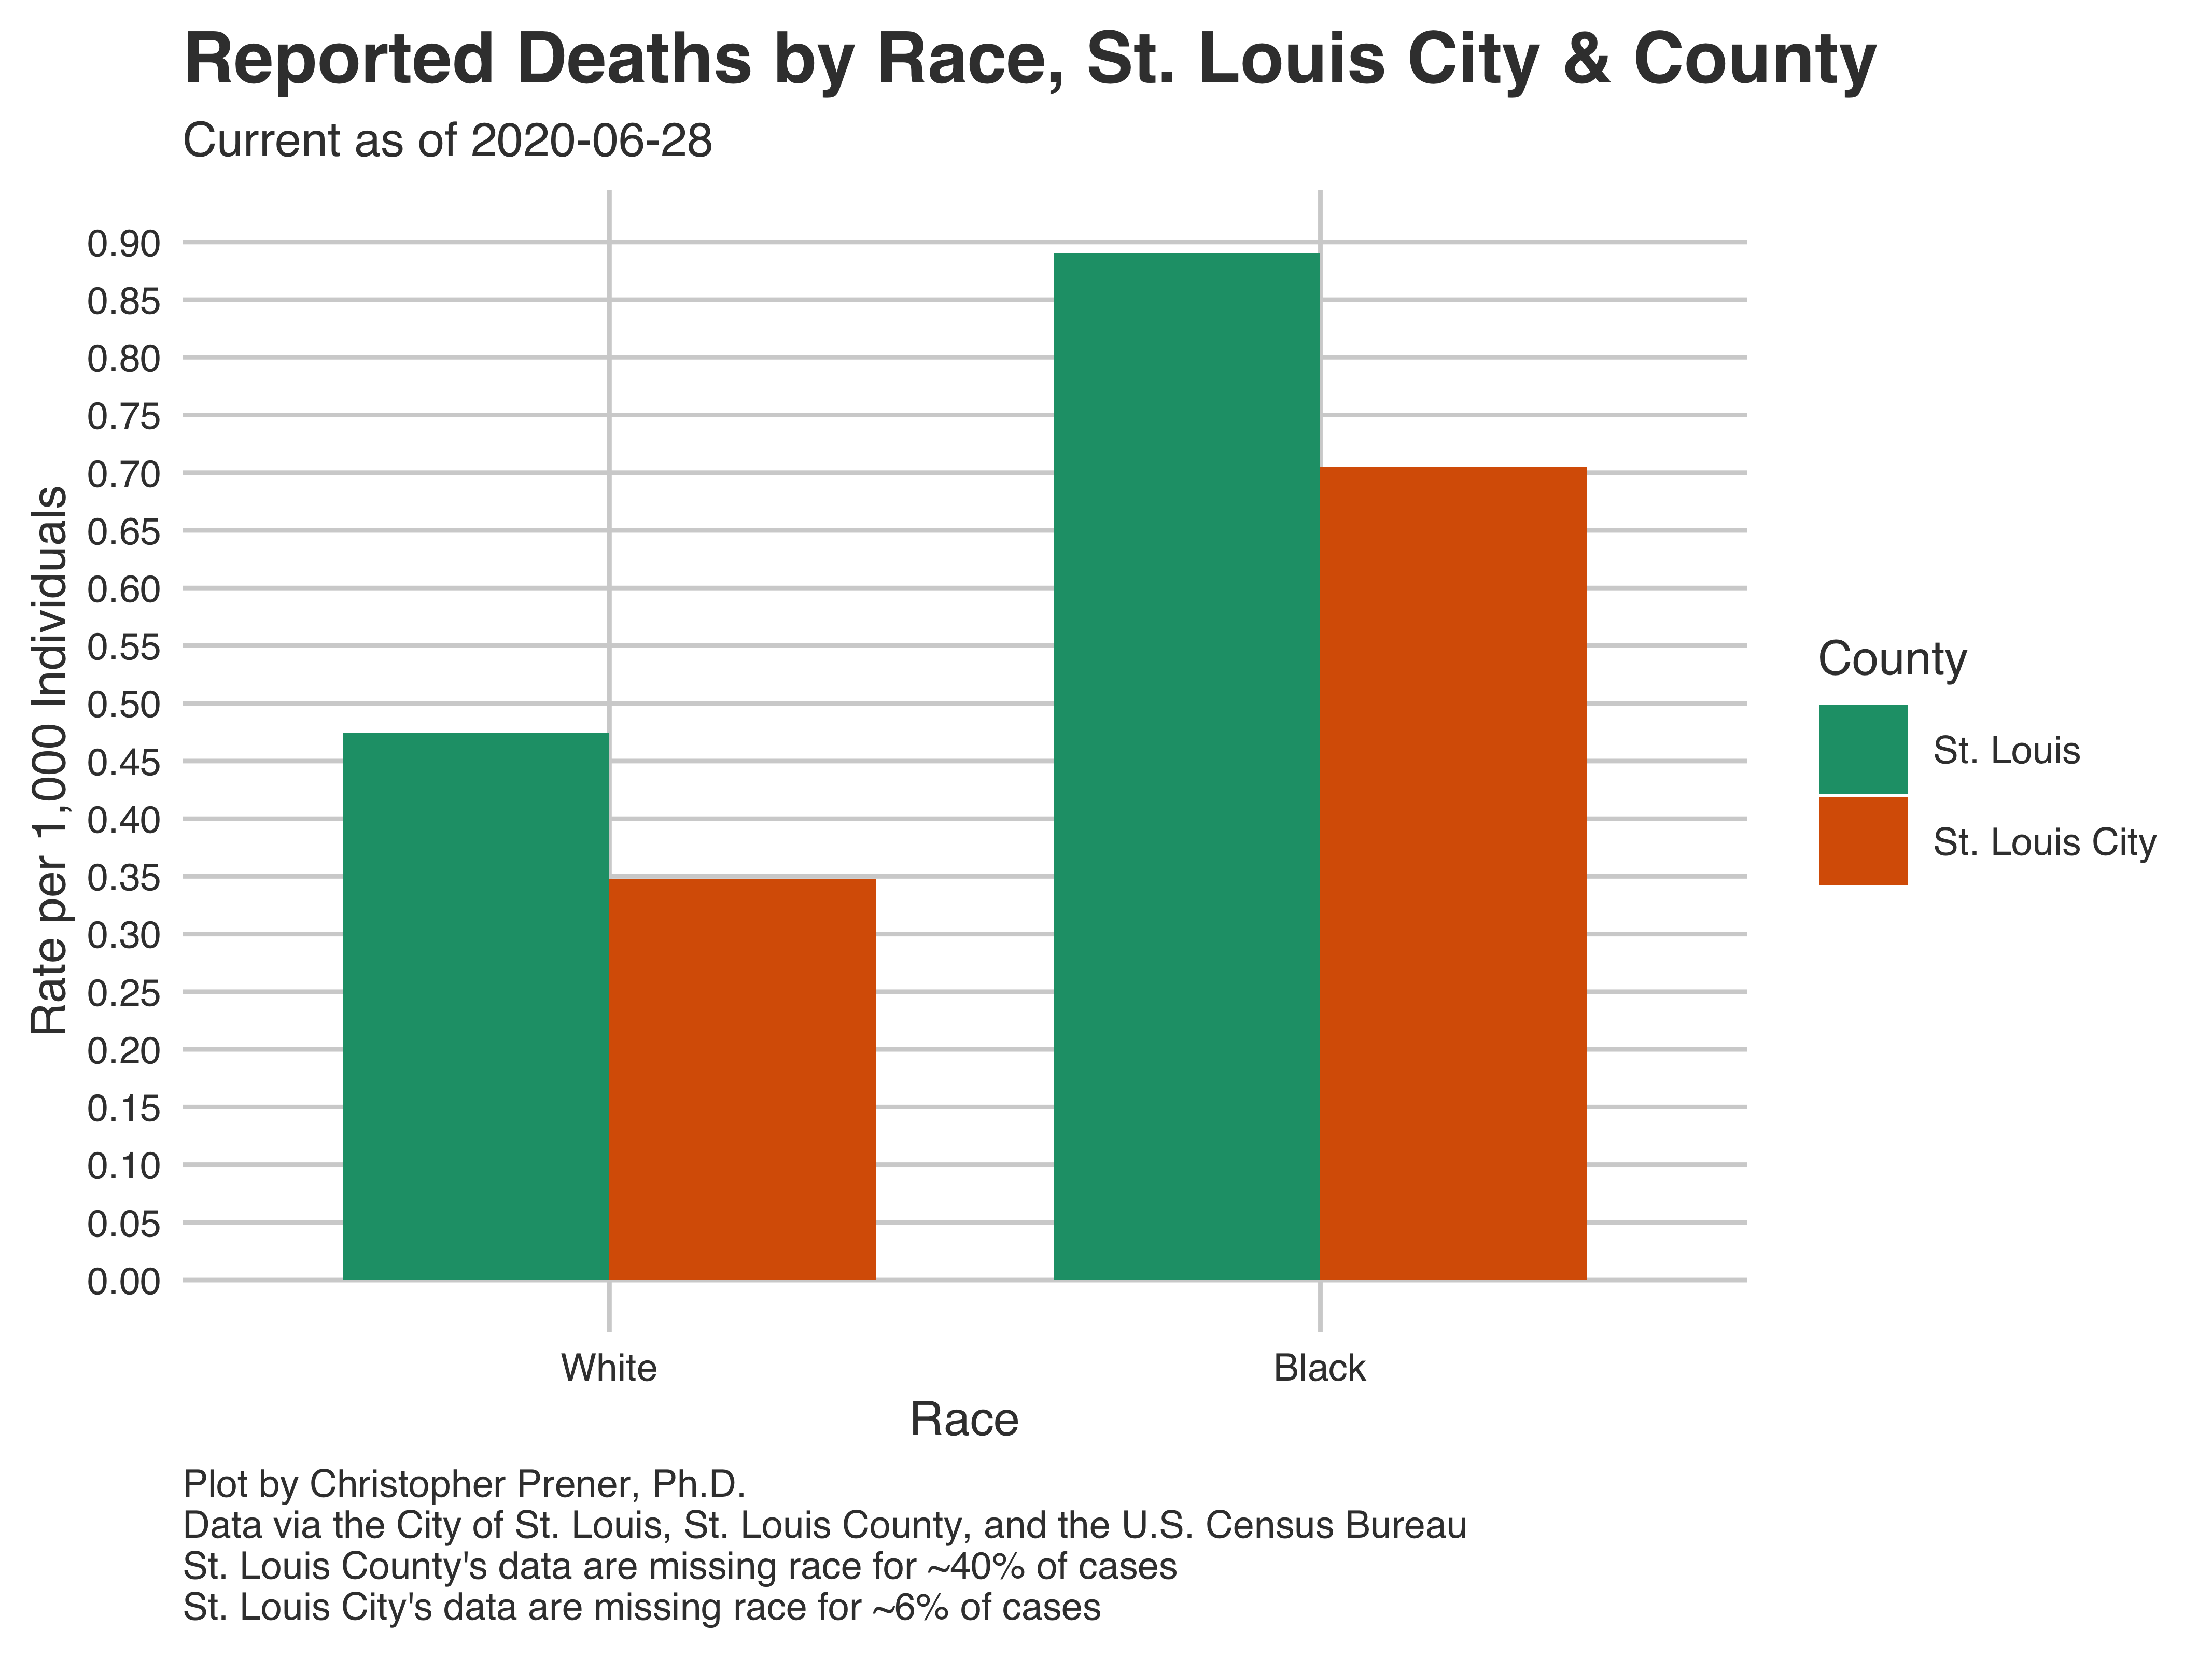 Reported Deaths by Race, St. Louis City & County
Current as of 2020-06-28
Rate per 1,000 Individuals
0.90
0.85
0.80
0.75
0.70
0.65
0.60
0.55
0.50
0.45
0.40
0.35
0.30
0.25
0.20
0.15
0.10
0.05
0.00
White
Black
Race
County
St. Louis
St. Louis City
Plot by Christopher Prener, Ph.D.
Data via the City of St. Louis, St. Louis County, and the U.S. Census Bureau
St. Louis County's data are missing race for ~40% of cases
St. Louis City's data are missing race for ~6% of cases